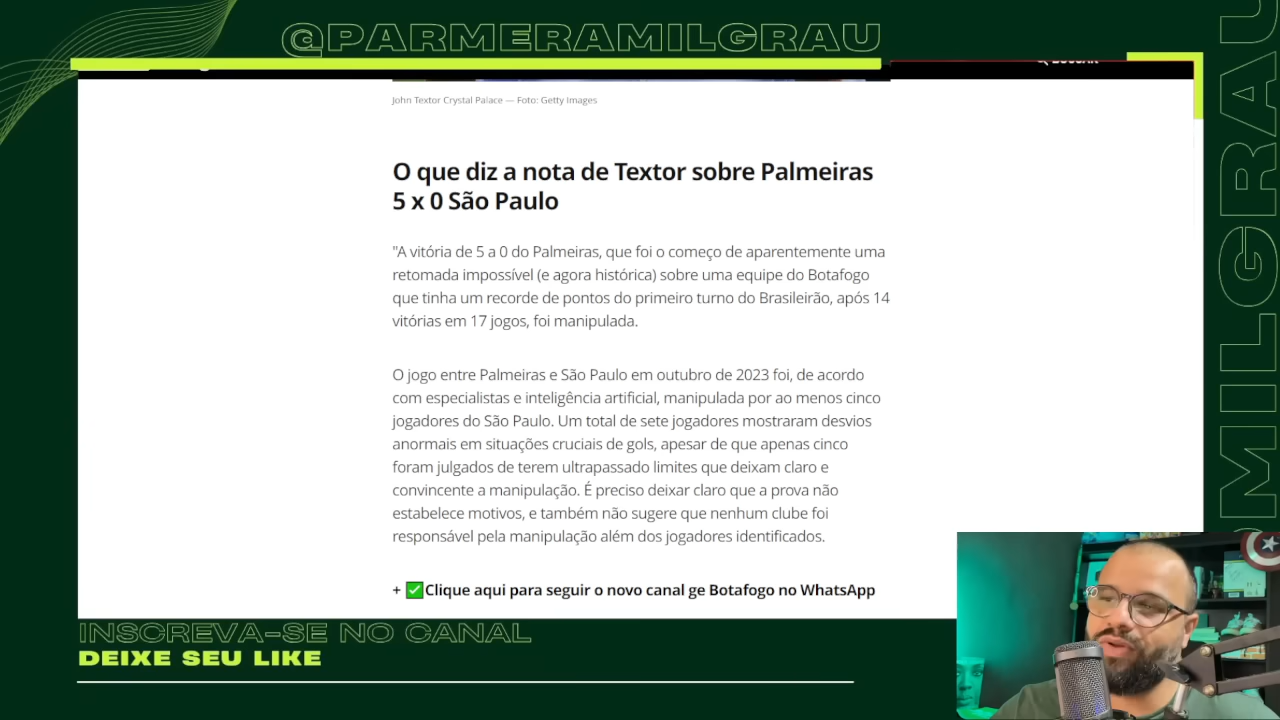 @PARMERAMILGRAU
John Textor Crystal Palace — Foto: Getty Images
O que diz a nota de Textor sobre Palmeiras
5 x 0 São Paulo
"A vitória de 5 a 0 do Palmeiras, que foi o começo de aparentemente uma
retomada impossível (e agora histórica) sobre uma equipe do Botafogo
que tinha um recorde de pontos do primeiro turno do Brasileirão, após 14
vitórias em 17 jogos, foi manipulada.
O jogo entre Palmeiras e São Paulo em outubro de 2023 foi, de acordo
com especialistas e inteligência artificial, manipulada por ao menos cinco
jogadores do São Paulo. Um total de sete jogadores mostraram desvios
anormais em situações cruciais de gols, apesar de que apenas cinco
foram julgados de terem ultrapassado limites que deixam claro e
convincente a manipulação. É preciso deixar claro que a prova não
estabelece motivos, e também não sugere que nenhum clube foi
responsável pela manipulação além dos jogadores identificados.
+ ✅Clique aqui para seguir o novo canal ge Botafogo no WhatsApp
INSCREVA-SE NO CANAL
DEIXE SEU LIKE
MILGRAU